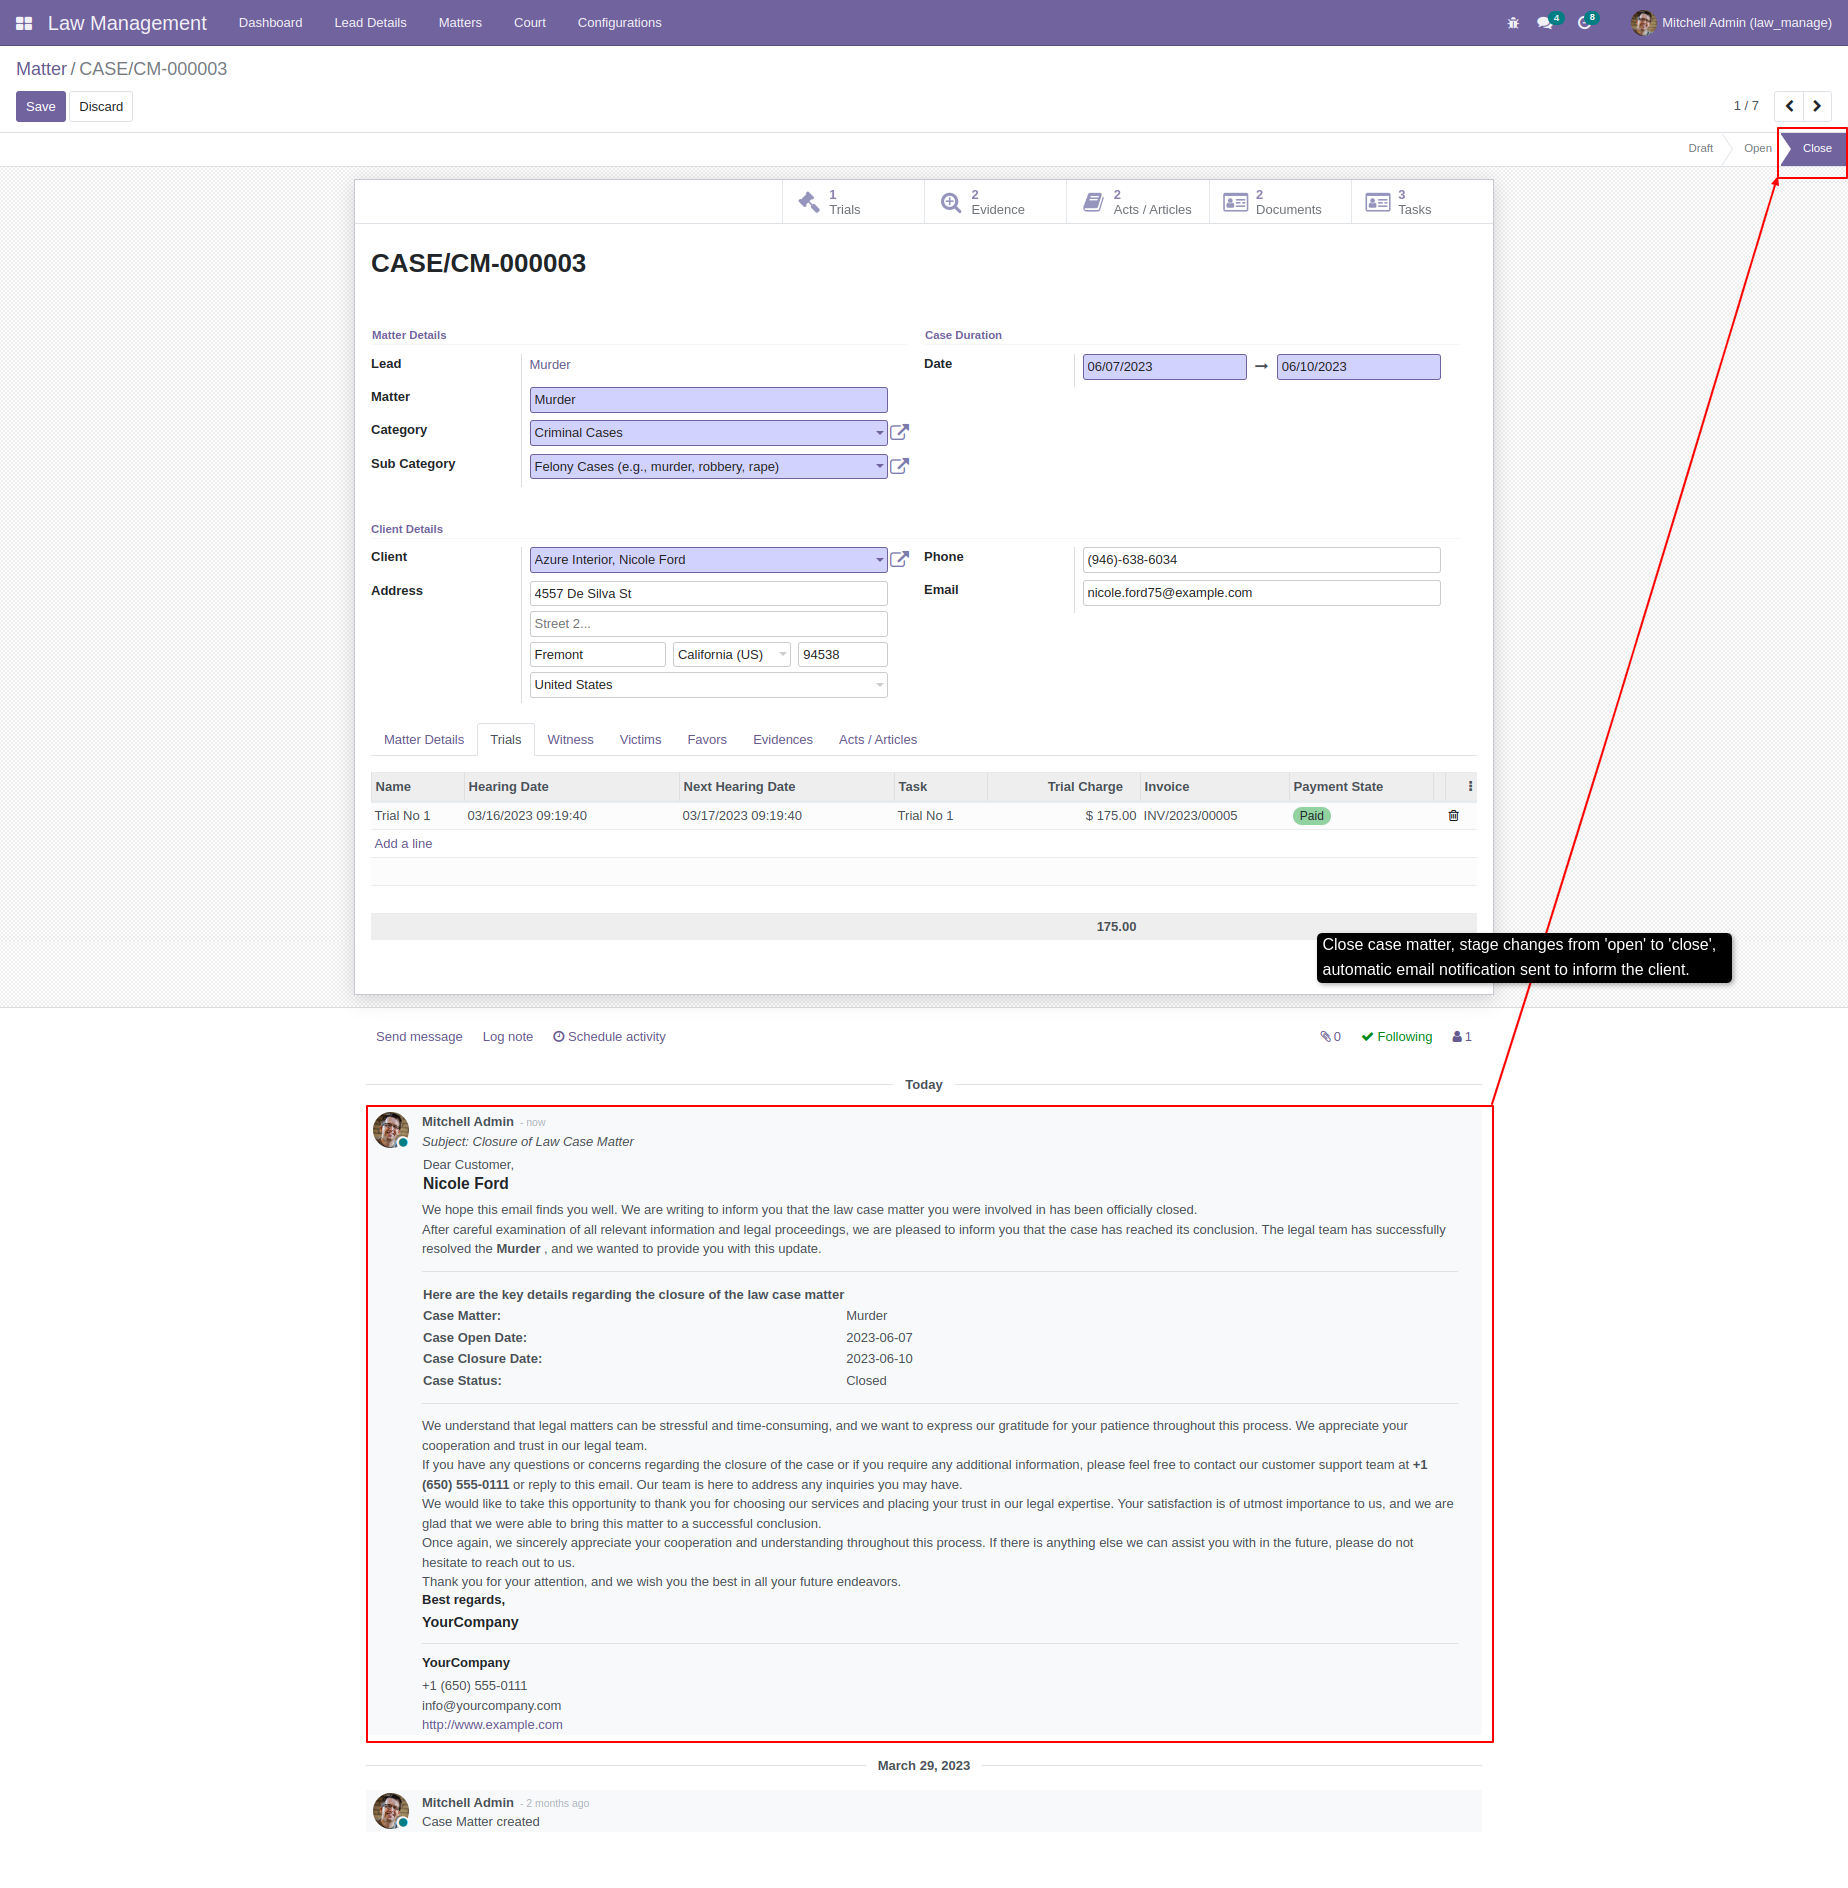 Law Management Dashboard Lead Details Matters Court Configurations 4 8 Mitchell Admin (law_manage)
Matter / CASE/CM-000003
Save Discard 1 / 7
Draft Open Close
1 Trials 2 Evidence 2 Acts / Articles 2 Documents 3 Tasks
CASE/CM-000003
Matter Details Case Duration
Lead Murder Date 06/07/2023 → 06/10/2023
Matter Murder
Category Criminal Cases
Sub Category Felony Cases (e.g., murder, robbery, rape)
Client Details
Client Azure Interior, Nicole Ford Phone (946)-638-6034
Address 4557 De Silva St Email nicole.ford75@example.com
Street 2...
Fremont California (US) 94538
United States
Matter Details Trials Witness Victims Favors Evidences Acts / Articles
Name Hearing Date Next Hearing Date Task Trial Charge Invoice Payment State
Trial No 1 03/16/2023 09:19:40 03/17/2023 09:19:40 Trial No 1 $ 175.00 INV/2023/00005 Paid
Add a line
175.00
Close case matter, stage changes from 'open' to 'close',
automatic email notification sent to inform the client.
Send message Log note Schedule activity 0 Following 1
Today
Mitchell Admin - now
Subject: Closure of Law Case Matter
Dear Customer,
Nicole Ford
We hope this email finds you well. We are writing to inform you that the law case matter you were involved in has been officially closed.
After careful examination of all relevant information and legal proceedings, we are pleased to inform you that the case has reached its conclusion. The legal team has successfully
resolved the Murder , and we wanted to provide you with this update.
Here are the key details regarding the closure of the law case matter
Case Matter: Murder
Case Open Date: 2023-06-07
Case Closure Date: 2023-06-10
Case Status: Closed
We understand that legal matters can be stressful and time-consuming, and we want to express our gratitude for your patience throughout this process. We appreciate your
cooperation and trust in our legal team.
If you have any questions or concerns regarding the closure of the case or if you require any additional information, please feel free to contact our customer support team at +1
(650) 555-0111 or reply to this email. Our team is here to address any inquiries you may have.
We would like to take this opportunity to thank you for choosing our services and placing your trust in our legal expertise. Your satisfaction is of utmost importance to us, and we are
glad that we were able to bring this matter to a successful conclusion.
Once again, we sincerely appreciate your cooperation and understanding throughout this process. If there is anything else we can assist you with in the future, please do not
hesitate to reach out to us.
Thank you for your attention, and we wish you the best in all your future endeavors.
Best regards,
YourCompany
YourCompany
+1 (650) 555-0111
info@yourcompany.com
http://www.example.com
March 29, 2023
Mitchell Admin - 2 months ago
Case Matter created